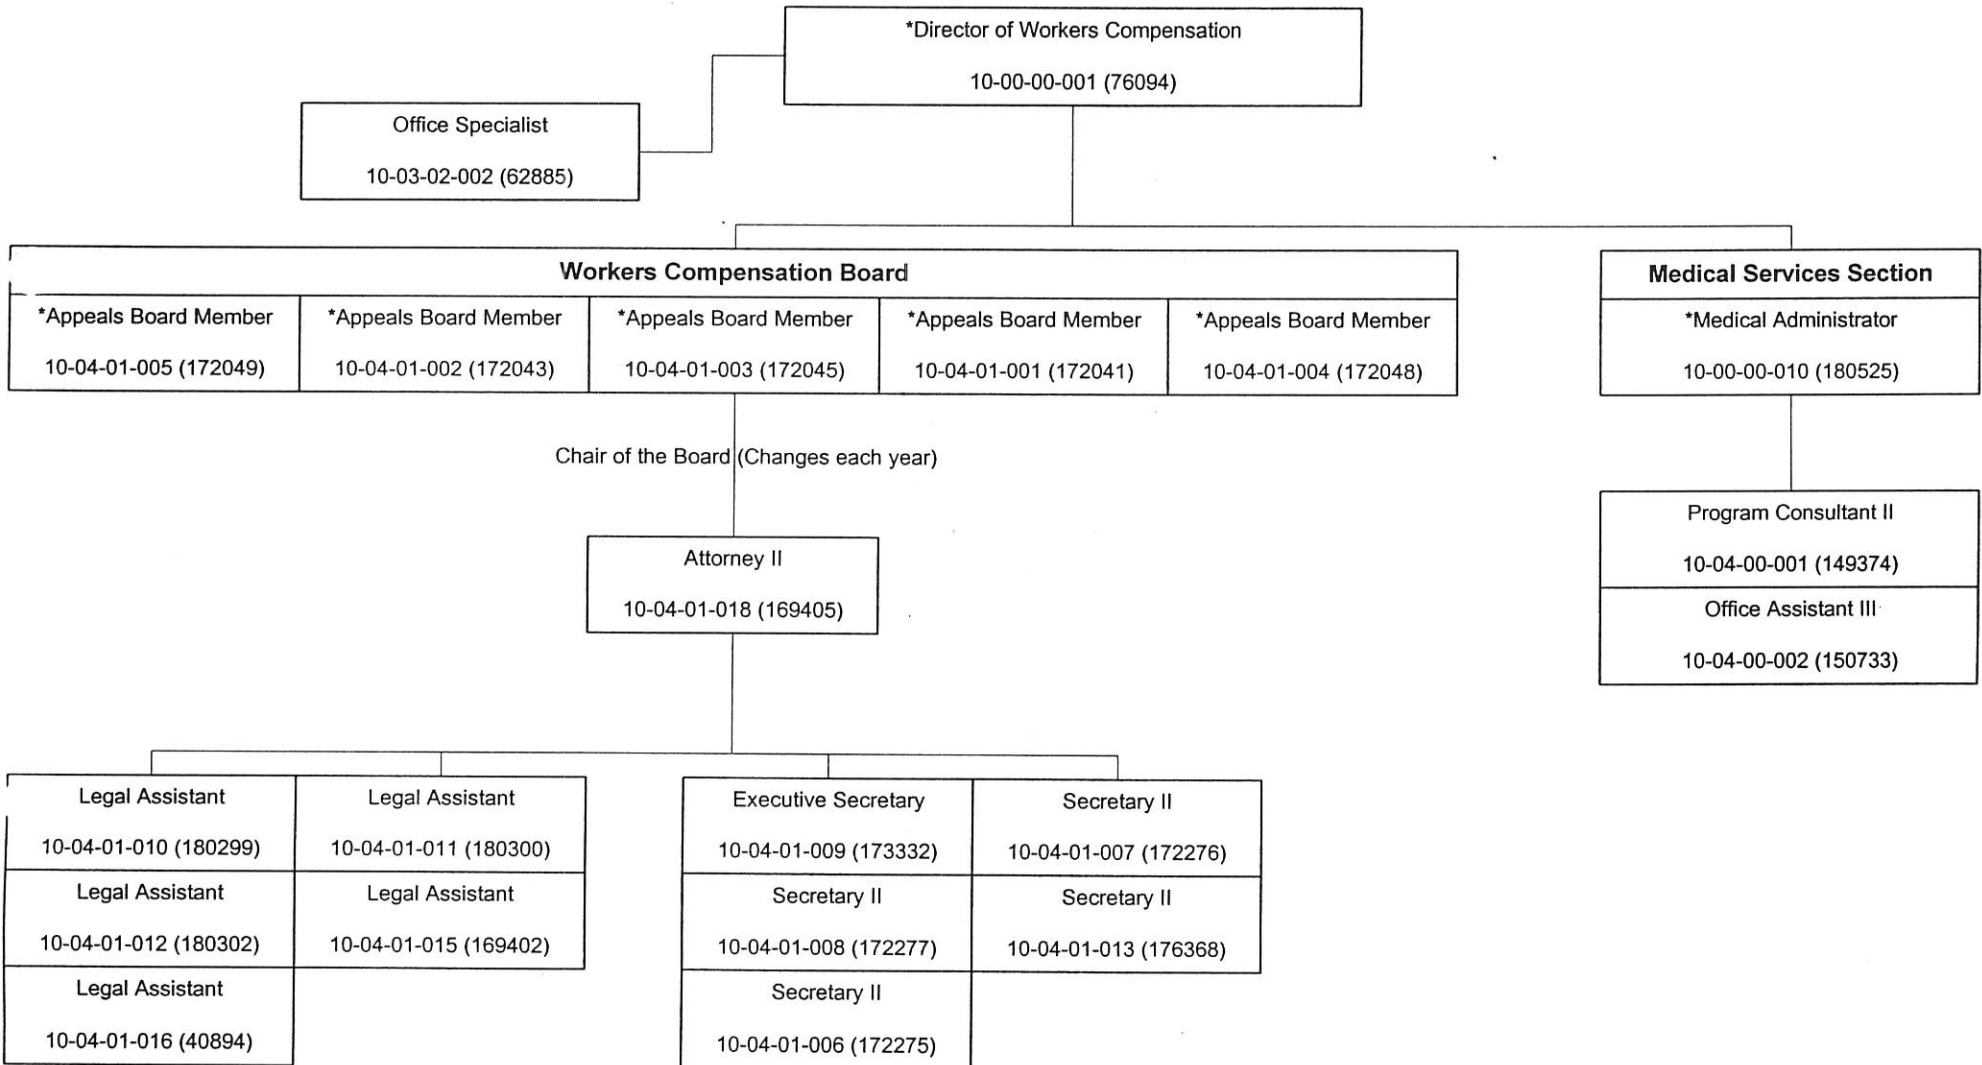 *Director of Workers Compensation
10-00-00-001 (76094)
Office Specialist
10-03-02-002 (62885)
Workers Compensation Board
*Appeals Board Member
10-04-01-005 (172049)
*Appeals Board Member
10-04-01-002 (172043)
*Appeals Board Member
10-04-01-003 (172045)
*Appeals Board Member
10-04-01-001 (172041)
*Appeals Board Member
10-04-01-004 (172048)
Medical Services Section
*Medical Administrator
10-00-00-010 (180525)
Chair of the Board (Changes each year)
Program Consultant II
10-04-00-001 (149374)
Office Assistant III
10-04-00-002 (150733)
Attorney II
10-04-01-018 (169405)
Legal Assistant
10-04-01-010 (180299)
Legal Assistant
10-04-01-011 (180300)
Legal Assistant
10-04-01-012 (180302)
Legal Assistant
10-04-01-015 (169402)
Legal Assistant
10-04-01-016 (40894)
Executive Secretary
10-04-01-009 (173332)
Secretary II
10-04-01-007 (172276)
Secretary II
10-04-01-008 (172277)
Secretary II
10-04-01-013 (176368)
Secretary II
10-04-01-006 (172275)